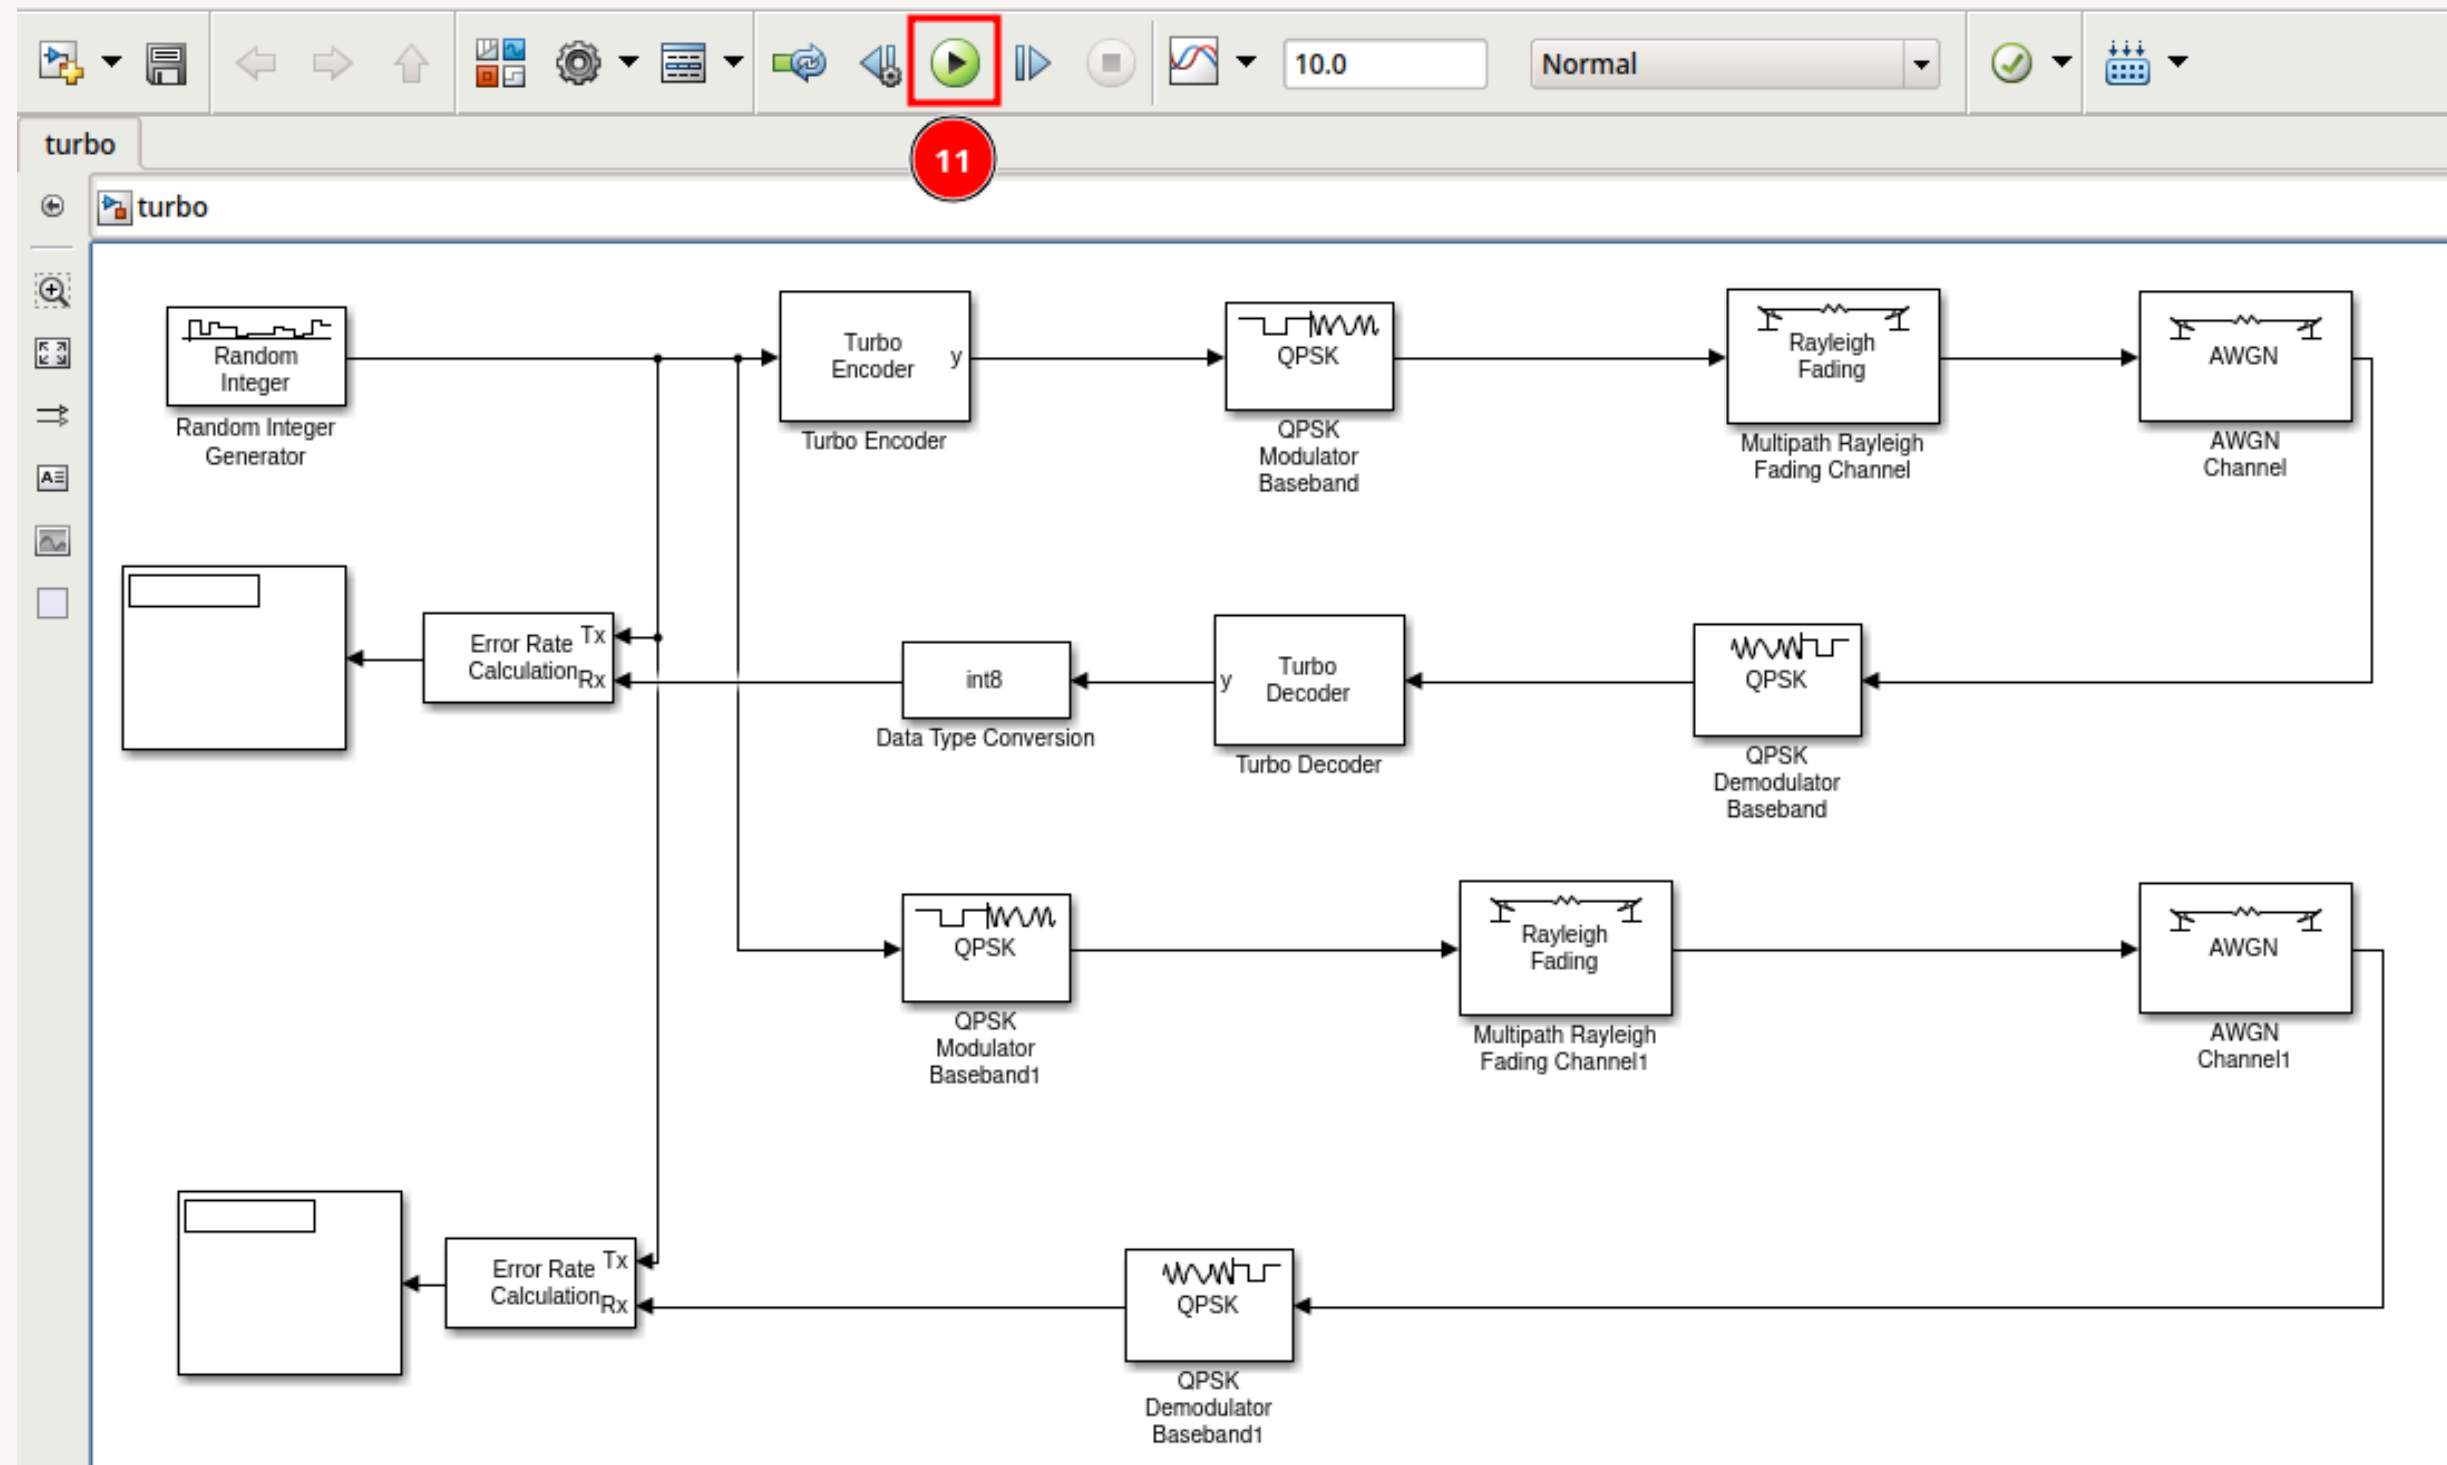 10.0
Normal
turbo
11
turbo
Random
Integer
Random Integer
Generator
Turbo
Encoder
y
Turbo Encoder
QPSK
QPSK
Modulator
Baseband
Rayleigh
Fading
Multipath Rayleigh
Fading Channel
AWGN
AWGN
Channel
Error Rate
Calculation
Tx
Rx
int8
Data Type Conversion
y
Turbo
Decoder
Turbo Decoder
QPSK
QPSK
Demodulator
Baseband
QPSK
QPSK
Modulator
Baseband1
Rayleigh
Fading
Multipath Rayleigh
Fading Channel1
AWGN
AWGN
Channel1
Error Rate
Calculation
Tx
Rx
QPSK
QPSK
Demodulator
Baseband1